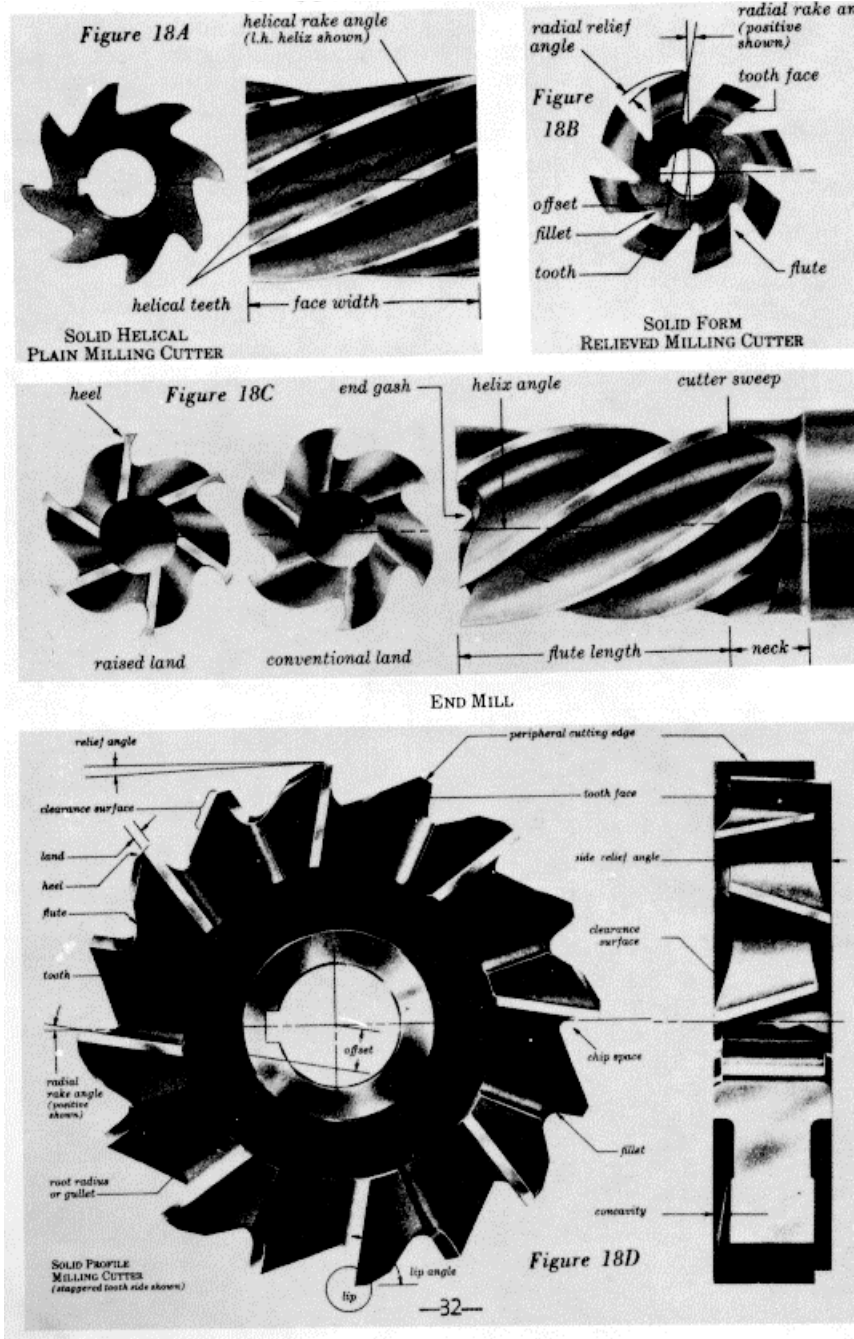 Figure 18A
helical rake angle
(l.h. helix shown)
helical teeth
face width
SOLID HELICAL
PLAIN MILLING CUTTER
radial relief
angle
radial rake an
(positive
shown)
tooth face
Figure
18B
offset
fillet
tooth
flute
SOLID FORM
RELIEVED MILLING CUTTER
heel
Figure 18C
end gash
helix angle
cutter sweep
raised land
conventional land
flute length
neck
END MILL
relief angle
peripheral cutting edge
clearance surface
tooth face
land
heel
side relief angle
flute
clearance
surface
tooth
offset
chip space
radial
rake angle
(positive
shown)
fillet
root radius
or gullet
concavity
SOLID PROFILE
MILLING CUTTER
(staggered tooth side shown)
lip angle
lip
Figure 18D
—32—